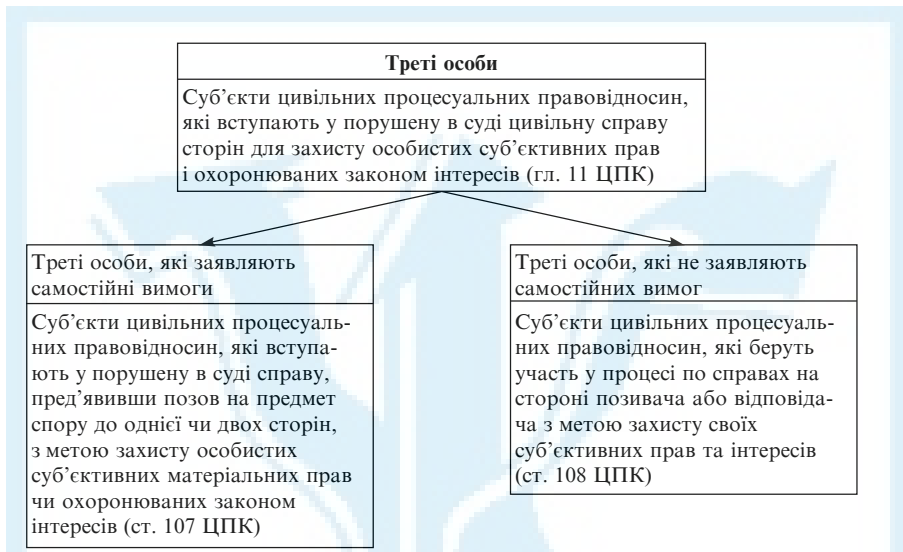 Треті особи
Суб’єкти цивільних процесуальних правовідносин,
які вступають у порушену в суді цивільну справу
сторін для захисту особистих суб’єктивних прав
і охоронюваних законом інтересів (гл. 11 ЦПК)
Треті особи, які заявляють
самостійні вимоги
Суб’єкти цивільних процесуаль-
них правовідносин, які вступа-
ють у порушену в суді справу,
пред’явивши позов на предмет
спору до однієї чи двох сторін,
з метою захисту особистих
суб’єктивних матеріальних прав
чи охоронюваних законом
інтересів (ст. 107 ЦПК)
Треті особи, які не заявляють
самостійних вимог
Суб’єкти цивільних процесуаль-
них правовідносин, які беруть
участь у процесі по справах на
стороні позивача або відповіда-
ча з метою захисту своїх
суб’єктивних прав та інтересів
(ст. 108 ЦПК)